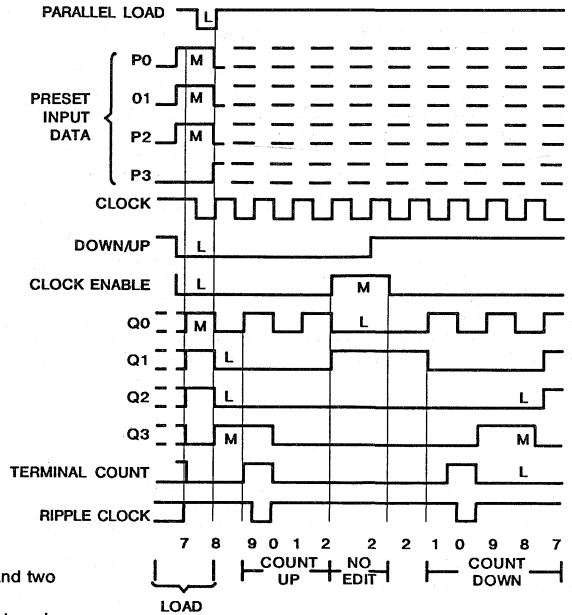 PARALLEL LOAD L
P0 M
PRESET INPUT DATA
01 M
P2 M
P3
CLOCK
DOWN/UP L
CLOCK ENABLE L M
Q0 M L
Q1 L
Q2 L L
Q3 M M
TERMINAL COUNT L
RIPPLE CLOCK
7 8 9 0 1 2 2 2 1 0 9 8 7
COUNT UP NO EDIT COUNT DOWN
nd two
LOAD